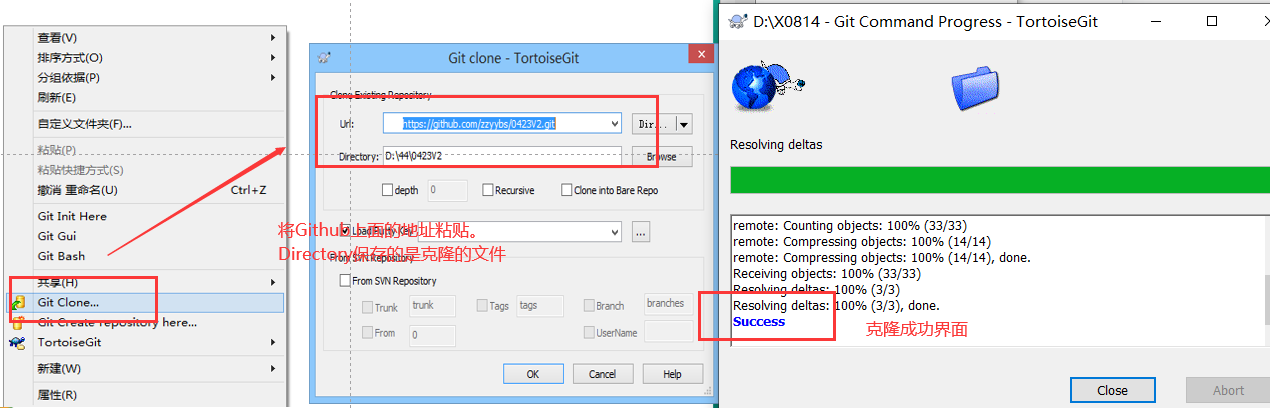 查看(V)
排序方式(O)
分组依据(P)
刷新(E)
自定义文件夹(F)...
粘贴(P)
粘贴快捷方式(S)
撤消 重命名(U) Ctrl+Z
Git Init Here
Git Gui
Git Bash
共享(H)
Git Clone...
Git Create repository here...
TortoiseGit
新建(W)
属性(R)
Git clone - TortoiseGit
Clone Existing Repository
Url: https://github.com/zzyybs/0423V2.git Dir...
Directory: D:\44\0423V2 Browse
depth 0 Recursive Clone into Bare Repo
将Github上面的地址粘贴。
Load Putty Key ...
Directory保存的是克隆的文件
From SVN Repository
From SVN Repository
Trunk trunk Tags tags Branch branches
From 0 UserName
OK Cancel Help
D:\X0814 - Git Command Progress - TortoiseGit
Resolving deltas
remote: Counting objects: 100% (33/33)
remote: Compressing objects: 100% (14/14)
remote: Compressing objects: 100% (14/14), done.
Receiving objects: 100% (33/33)
Resolving deltas: 100% (3/3)
Resolving deltas: 100% (3/3), done.
Success
克隆成功界面
Close Abort